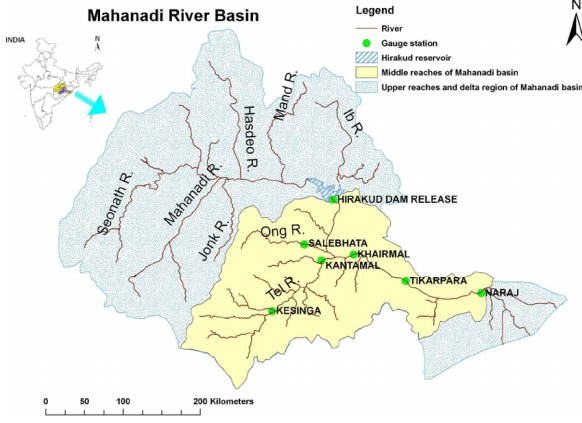 Mahanadi River Basin
INDIA
N
Legend
River
Gauge station
Hirakud reservoir
Middle reaches of Mahanadi basin
Upper reaches and delta region of Mahanadi basin
N
Seonath R.
Mahanadi R.
Jonk R.
Hasdeo R.
Mand R.
Ib R.
HIRAKUD DAM RELEASE
Ong R.
SALEBHATA
KHAIRMAL
KANTAMAL
Tel R.
TIKARPARA
NARAJ
KESINGA
0 25 50 100 150 200 Kilometers